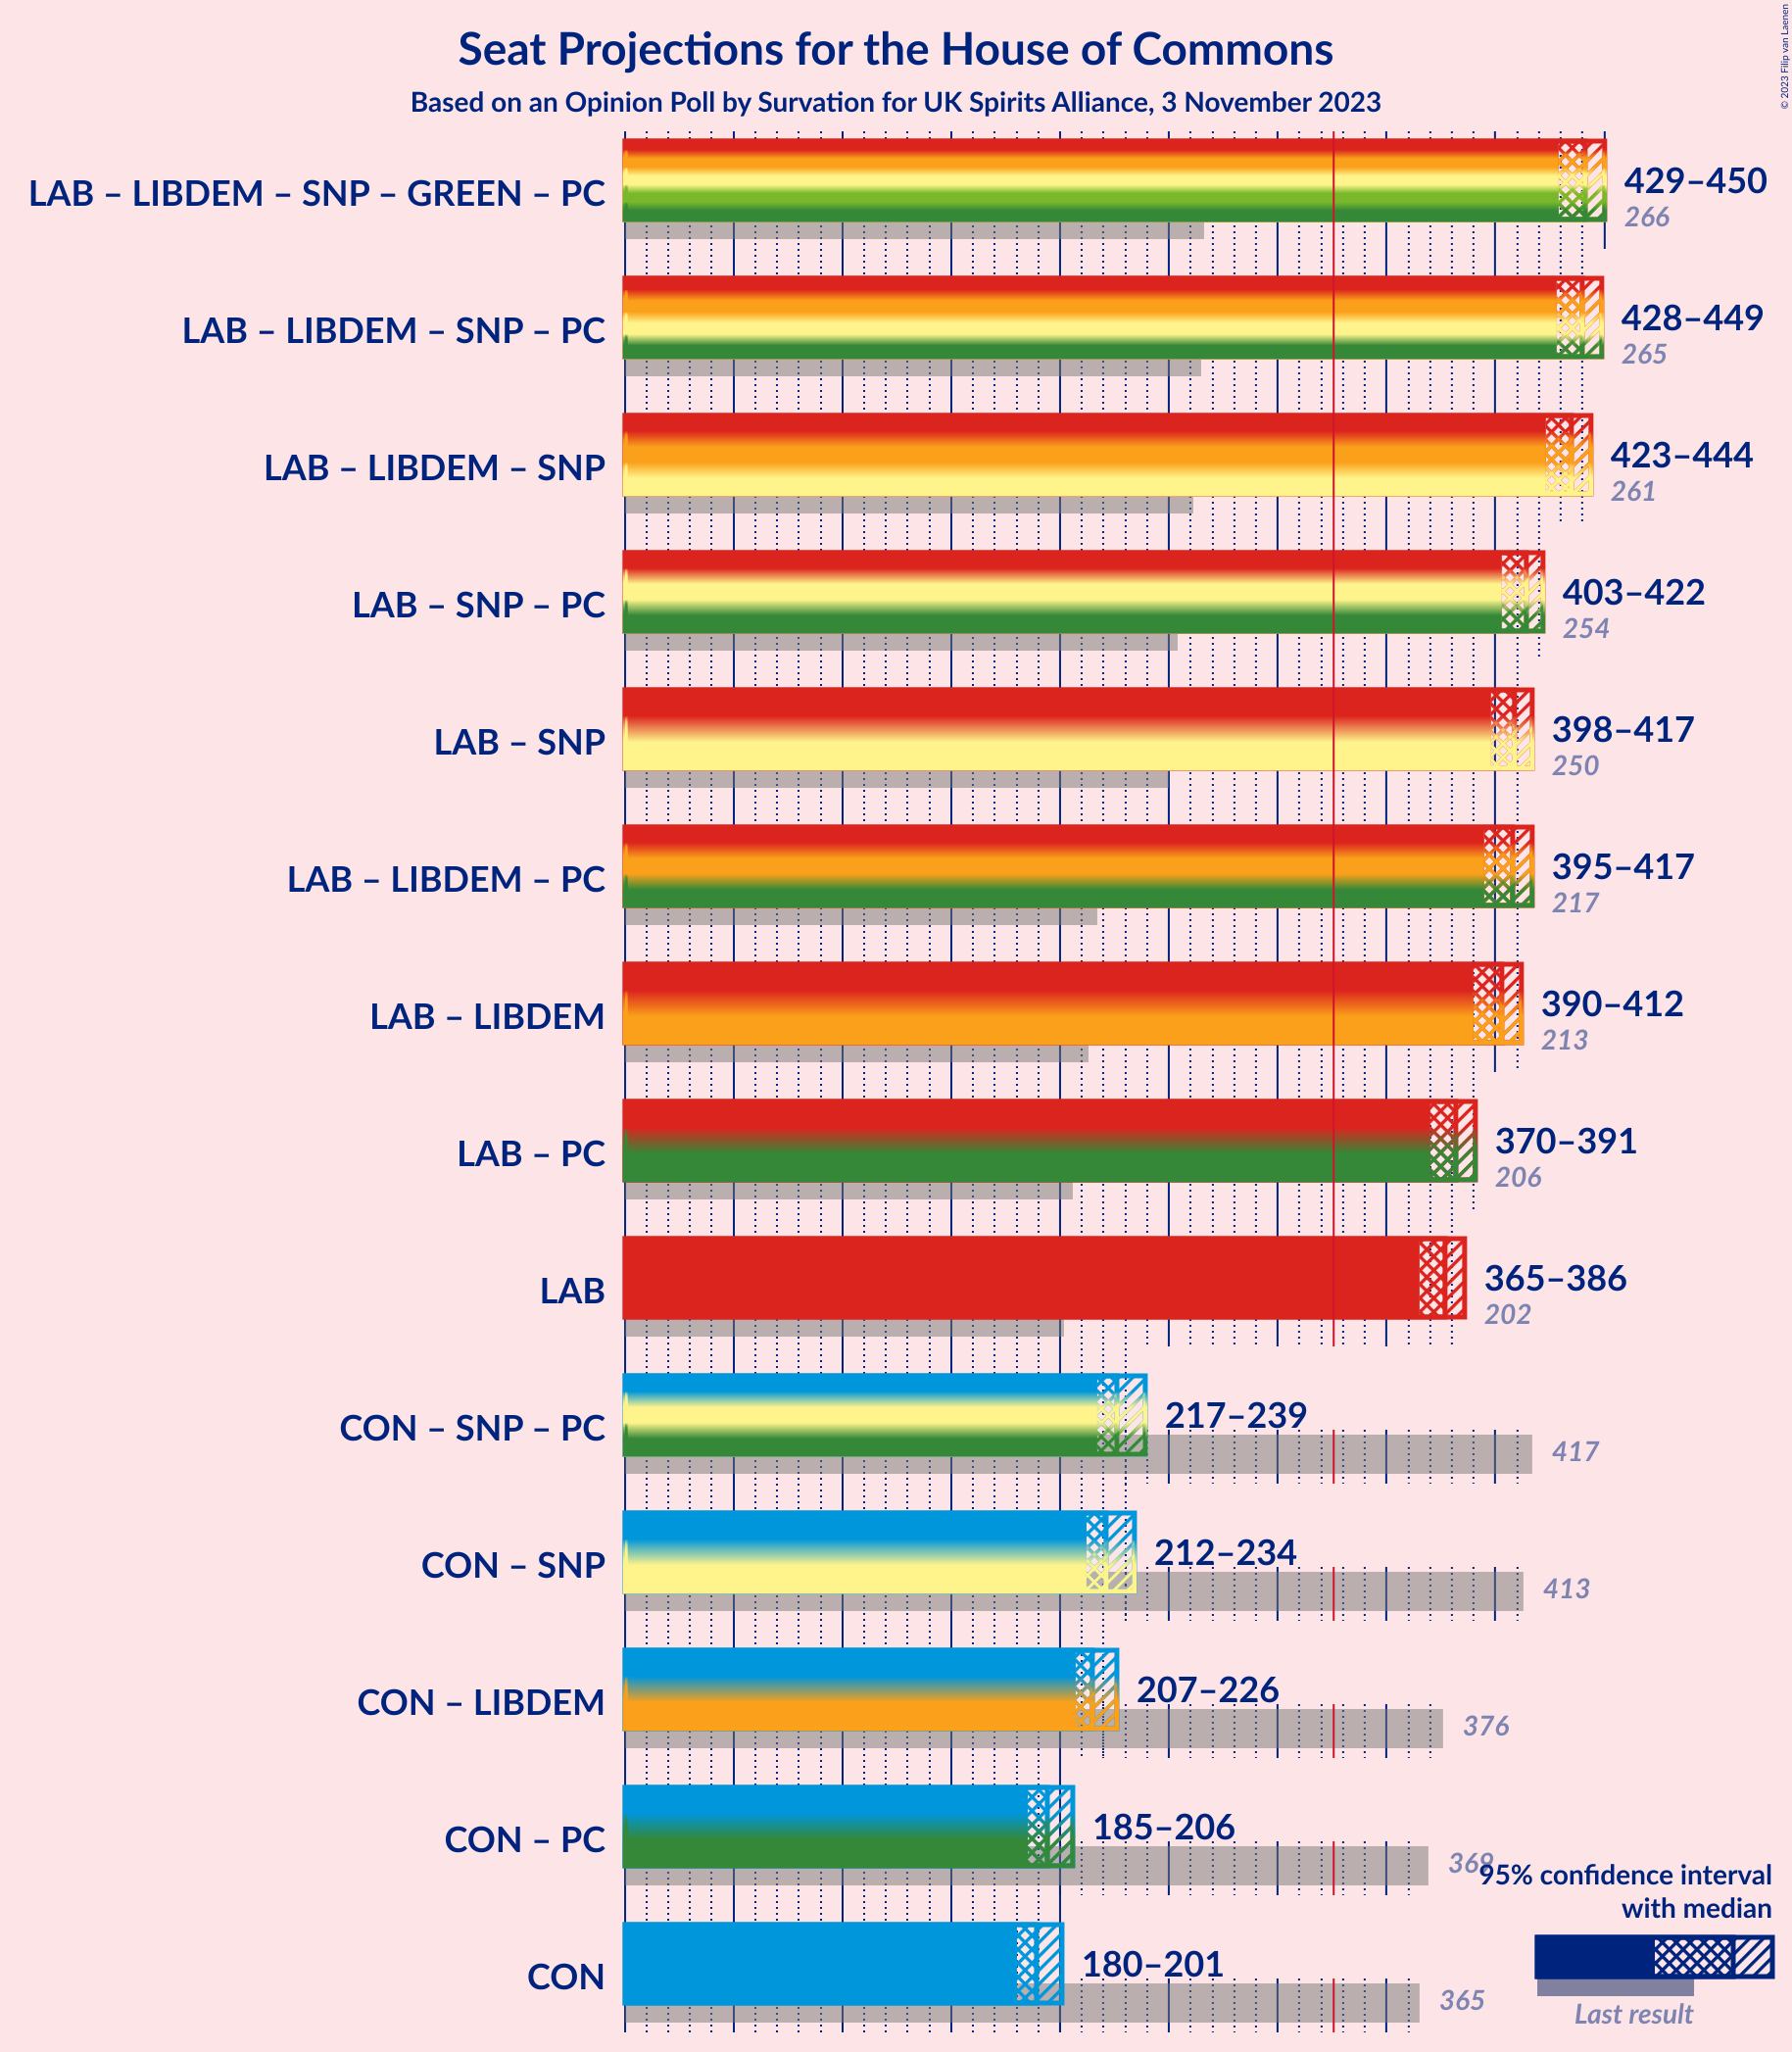 Seat Projections for the House of Commons
Based on an Opinion Poll by Survation for UK Spirits Alliance, 3 November 2023
© 2023 Filip van Laenen
LAB – LIBDEM – SNP – GREEN – PC
429–450
266
LAB – LIBDEM – SNP – PC
428–449
265
LAB – LIBDEM – SNP
423–444
261
LAB – SNP – PC
403–422
254
LAB – SNP
398–417
250
LAB – LIBDEM – PC
395–417
217
LAB – LIBDEM
390–412
213
LAB – PC
370–391
206
LAB
365–386
202
CON – SNP – PC
217–239
417
CON – SNP
212–234
413
CON – LIBDEM
207–226
376
CON – PC
185–206
369
CON
180–201
365
95% confidence interval
with median
Last result